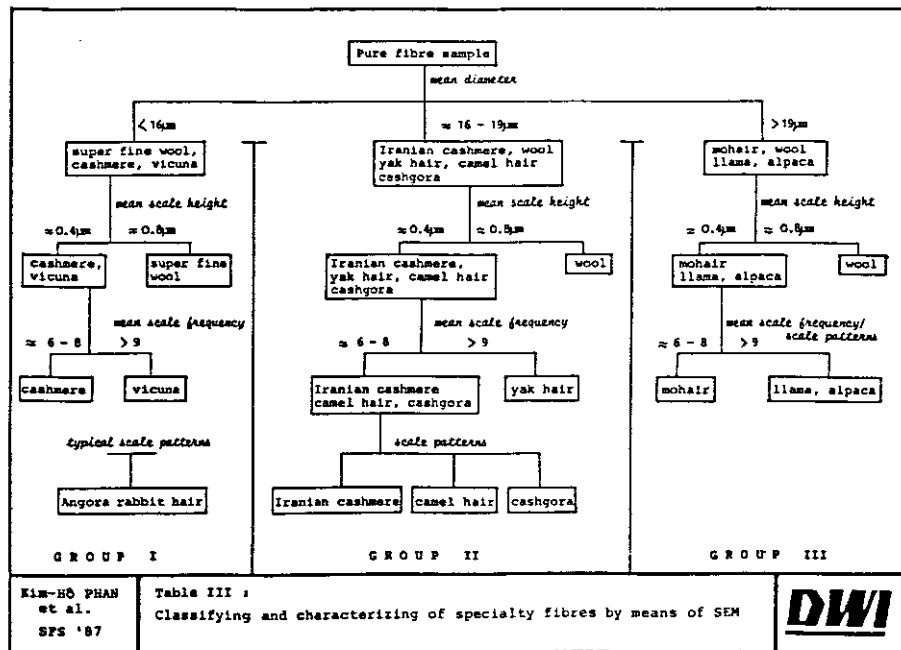 Pure fibre sample
mean diameter
< 16µm
≈ 16 - 19µm
> 19µm
super fine wool,
cashmere, vicuna
Iranian cashmere, wool
yak hair, camel hair
cashgora
mohair, wool
llama, alpaca
mean scale height
mean scale height
mean scale height
≈0.4µm
≈0.8µm
≈0.4µm
≈0.8µm
≈0.4µm
≈0.8µm
Cashmere,
vicuna
super fine
wool
Iranian cashmere,
yak hair, camel hair
cashgora
wool
mohair
llama, alpaca
wool
mean scale frequency
mean scale frequency
mean scale frequency/
scale patterns
≈ 6 - 8
> 9
≈ 6 - 8
> 9
≈ 6 - 8
> 9
cashmere
vicuna
Iranian cashmere
camel hair, cashgora
yak hair
mohair
llama, alpaca
typical scale patterns
scale patterns
Angora rabbit hair
Iranian cashmere
camel hair
cashgora
GROUP I
GROUP II
GROUP III
Kim-Hô PHAN
et al.
SFS '87
Table III :
Classifying and characterizing of specialty fibres by means of SEM
DWI